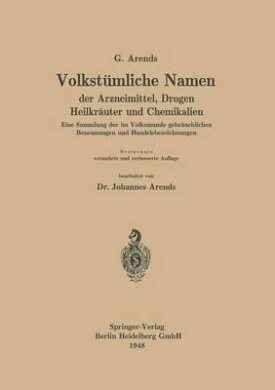 G. Arends
Volkstümliche Namen
der Arzneimittel, Drogen
Heilkräuter und Chemikalien
Eine Sammlung der im Volksmunde gebräuchlichen
Benennungen und Handelsbezeichnungen
Dreizehnte
vermehrte und verbesserte Auflage
bearbeitet von
Dr. Johannes Arends
Springer-Verlag
Berlin Heidelberg GmbH
1948